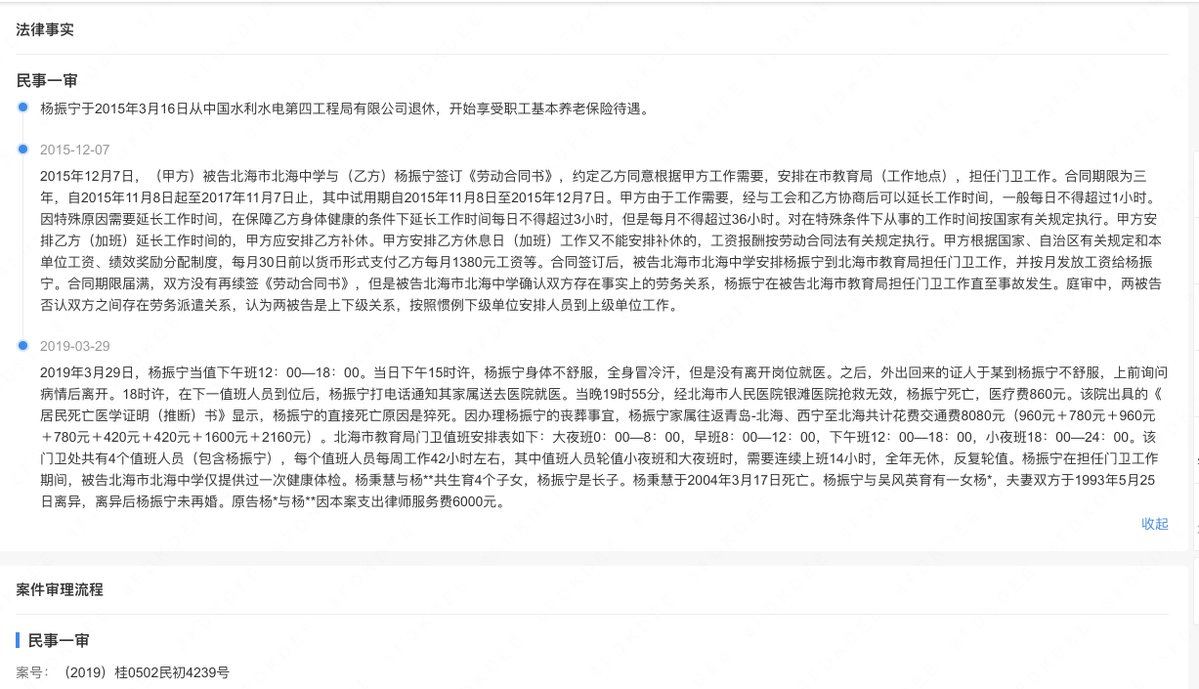 法律事实
民事一审
杨振宁于2015年3月16日从中国水利水电第四工程局有限公司退休，开始享受职工基本养老保险待遇。
2015-12-07
2015年12月7日，（甲方）被告北海市北海中学与（乙方）杨振宁签订《劳动合同书》，约定乙方同意根据甲方工作需要，安排在市教育局（工作地点），担任门卫工作。合同期限为三
年，自2015年11月8日起至2017年11月7日止，其中试用期自2015年11月8日至2015年12月7日。甲方由于工作需要，经与工会和乙方协商后可以延长工作时间，一般每日不得超过1小时。
因特殊原因需要延长工作时间，在保障乙方身体健康的条件下延长工作时间每日不得超过3小时，但是每月不得超过36小时。对在特殊条件下从事的工作时间按国家有关规定执行。甲方安
排乙方（加班）延长工作时间的，甲方应安排乙方补休。甲方安排乙方休息日（加班）工作又不能安排补休的，工资报酬按劳动合同法有关规定执行。甲方根据国家、自治区有关规定和本
单位工资、绩效奖励分配制度，每月30日前以货币形式支付乙方每月1380元工资等。合同签订后，被告北海市北海中学安排杨振宁到北海市教育局担任门卫工作，并按月发放工资给杨振
宁。合同期限届满，双方没有再续签《劳动合同书》，但是被告北海市北海中学确认双方存在事实上的劳务关系，杨振宁在被告北海市教育局担任门卫工作直至事故发生。庭审中，两被告
否认双方之间存在劳务派遣关系，认为两被告是上下级关系，按照惯例下级单位安排人员到上级单位工作。
2019-03-29
2019年3月29日，杨振宁当值下午班12：00—18：00。当日下午15时许，杨振宁身体不舒服，全身冒冷汗，但是没有离开岗位就医。之后，外出回来的证人于某到杨振宁不舒服，上前询问
病情后离开。18时许，在下一值班人员到位后，杨振宁打电话通知其家属送去医院就医。当晚19时55分，经北海市人民医院银滩医院抢救无效，杨振宁死亡，医疗费860元。该院出具的《
居民死亡医学证明（推断）书》显示，杨振宁的直接死亡原因是猝死。因办理杨振宁的丧葬事宜，杨振宁家属往返青岛-北海、西宁至北海共计花费交通费8080元（960元＋780元＋960元
＋780元＋420元＋420元＋1600元＋2160元）。北海市教育局门卫值班安排表如下：大夜班0：00—8：00，早班8：00—12：00，下午班12：00—18：00，小夜班18：00—24：00。该
门卫处共有4个值班人员（包含杨振宁），每个值班人员每周工作42小时左右，其中值班人员轮值小夜班和大夜班时，需要连续上班14小时，全年无休，反复轮值。杨振宁在担任门卫工作
期间，被告北海市北海中学仅提供过一次健康体检。杨秉慧与杨**共生育4个子女，杨振宁是长子。杨秉慧于2004年3月17日死亡。杨振宁与吴风英育有一女杨*，夫妻双方于1993年5月25
日离异，离异后杨振宁未再婚。原告杨*与杨**因本案支出律师服务费6000元。
收起
案件审理流程
民事一审
案号：（2019）桂0502民初4239号